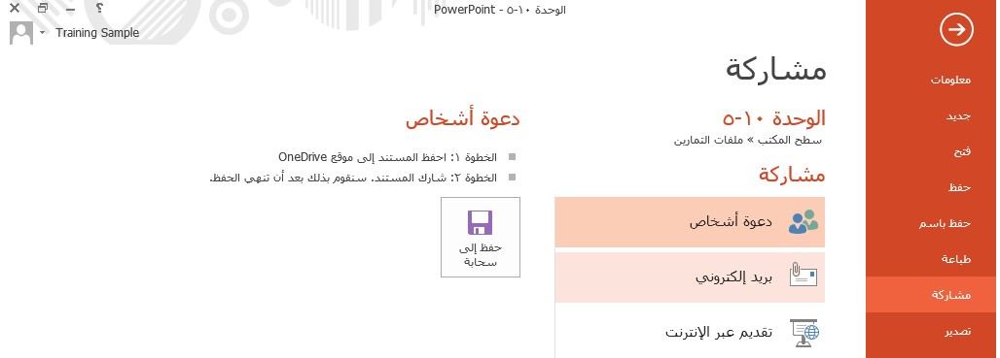 الوحدة ١٠-٥ - PowerPoint
?
Training Sample
معلومات
جديد
فتح
حفظ
حفظ باسم
طباعة
مشاركة
تصدير
مشاركة
الوحدة ١٠-٥
سطح المكتب » ملفات التمارين
مشاركة
دعوة أشخاص
بريد إلكتروني
تقديم عبر الإنترنت
دعوة أشخاص
الخطوة ١: احفظ المستند إلى موقع OneDrive
الخطوة ٢: شارك المستند. سنقوم بذلك بعد أن تنهي الحفظ.
حفظ إلى
سحابة